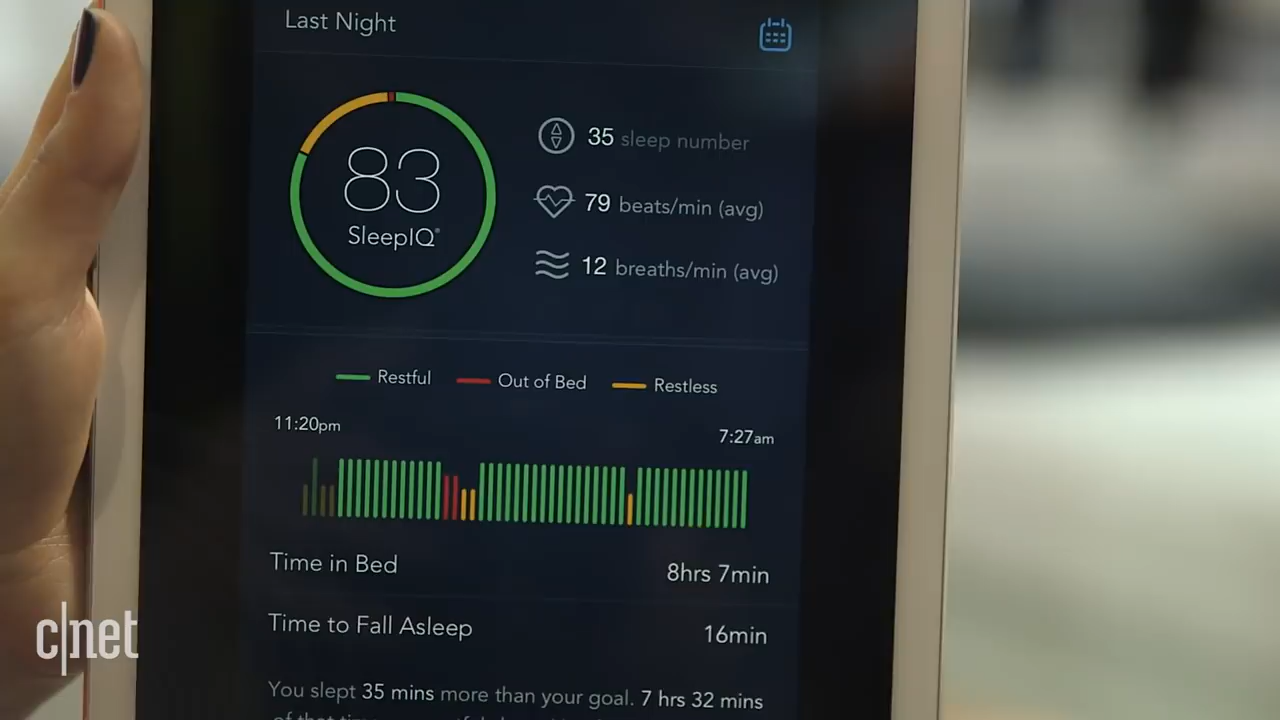 Last Night
83
SleepIQ®
35 sleep number
79 beats/min (avg)
12 breaths/min (avg)
Restful Out of Bed Restless
11:20pm 7:27am
Time in Bed 8hrs 7min
Time to Fall Asleep 16min
You slept 35 mins more than your goal. 7 hrs 32 mins
c|net